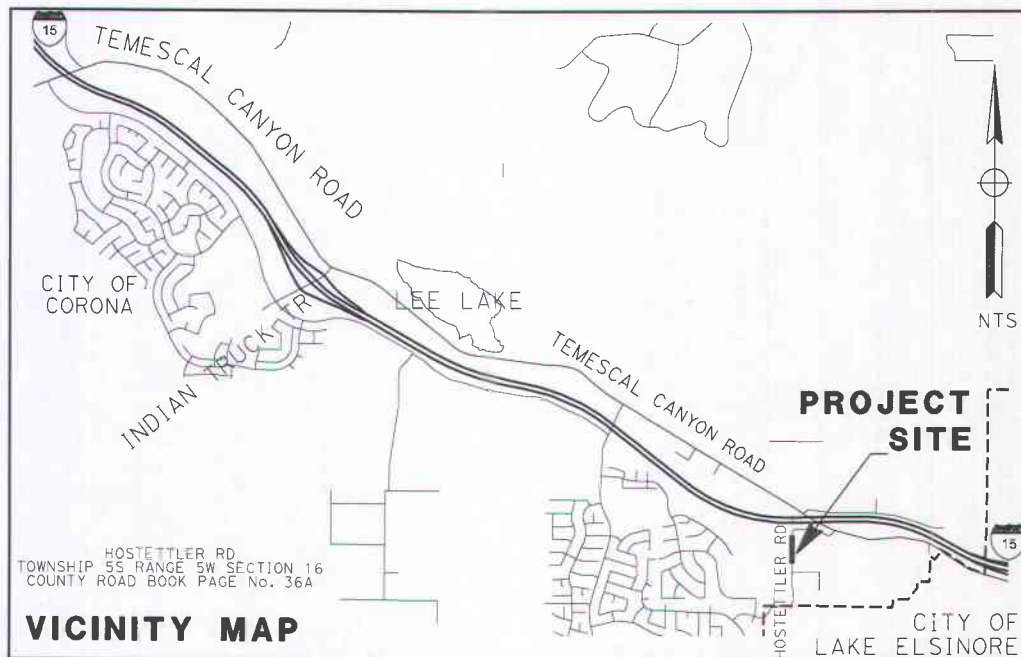 15
TEMESCAL CANYON ROAD
CITY OF
CORONA
INDIAN TRUCK TR
LEE LAKE
NTS
TEMESCAL CANYON ROAD
PROJECT
SITE
HOSTETTLER RD
15
HOSTETTLER RD
TOWNSHIP 5S RANGE 5W SECTION 16
COUNTY ROAD BOOK PAGE No. 36A
VICINITY MAP
HOSTETTLER RD
CITY OF
LAKE ELSINORE